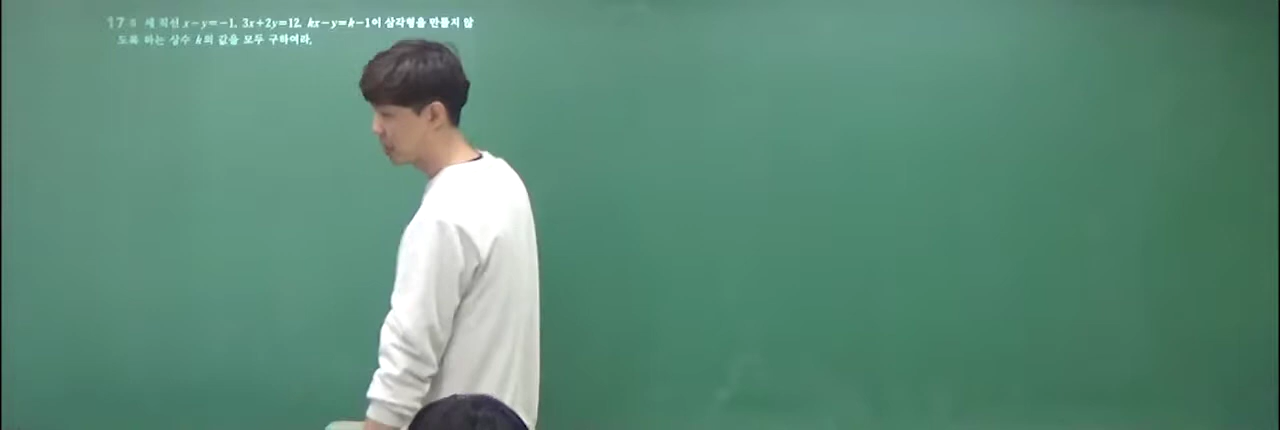 17 세 직선 x-y=-1, 3x+2y=12, kx-y=k-1이 삼각형을 만들지 않
도록 하는 상수 k의 값을 모두 구하여라.